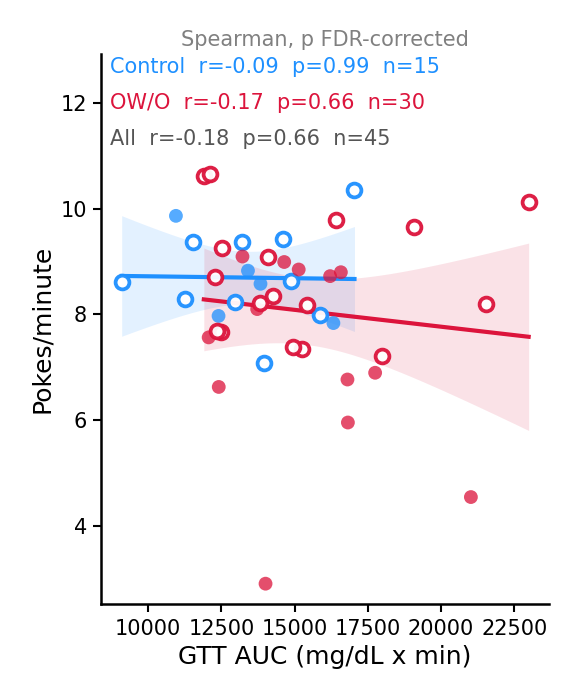 Spearman, p FDR-corrected
Control  r=-0.09  p=0.99  n=15
OW/O  r=-0.17  p=0.66  n=30
All  r=-0.18  p=0.66  n=45
12
10
8
6
4
Pokes/minute
10000 12500 15000 17500 20000 22500
GTT AUC (mg/dL x min)